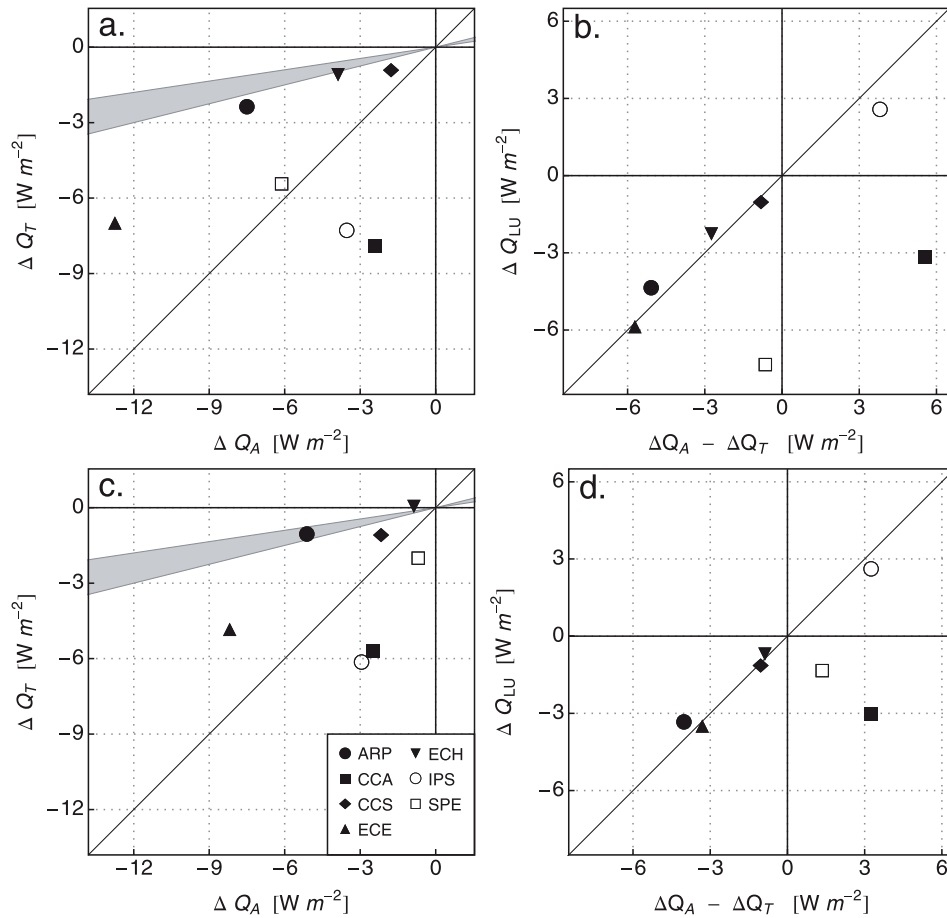 a.
0
−3
−6
−9
−12
Δ Q_T [W m⁻²]
−12 −9 −6 −3 0
Δ Q_A [W m⁻²]
b.
6
3
0
−3
−6
Δ Q_LU [W m⁻²]
−6 −3 0 3 6
ΔQ_A − ΔQ_T [W m⁻²]
c.
0
−3
−6
−9
−12
Δ Q_T [W m⁻²]
ARP ECH
CCA IPS
CCS SPE
ECE
−12 −9 −6 −3 0
Δ Q_A [W m⁻²]
d.
6
3
0
−3
−6
Δ Q_LU [W m⁻²]
−6 −3 0 3 6
ΔQ_A − ΔQ_T [W m⁻²]